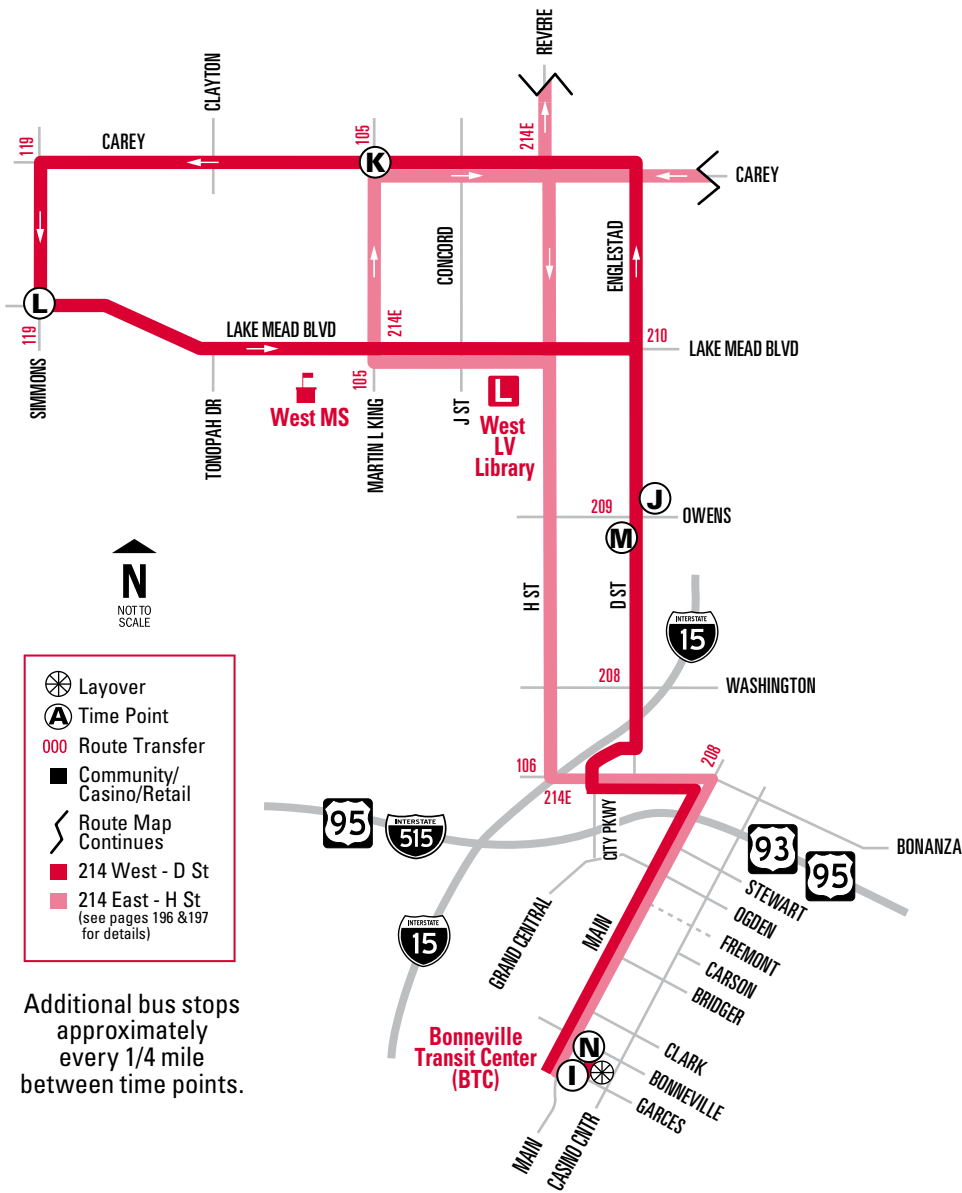 REVERE
CLAYTON
119
CAREY
105
214E
K
CAREY
CONCORD
ENGLESTAD
L
119
SIMMONS
LAKE MEAD BLVD
214E
210
LAKE MEAD BLVD
TONOPAH DR
West MS
105
MARTIN L KING
J ST
L
West
LV
Library
J
209
OWENS
M
N
NOT TO
SCALE
H ST
D ST
INTERSTATE
15
208
WASHINGTON
Layover
A Time Point
000 Route Transfer
Community/
Casino/Retail
Route Map
Continues
214 West - D St
214 East - H St
(see pages 196 &197
for details)
106
214E
208
CITY PKWY
95
INTERSTATE
515
93
95
BONANZA
INTERSTATE
15
GRAND CENTRAL
MAIN
STEWART
OGDEN
FREMONT
CARSON
BRIDGER
Additional bus stops
approximately
every 1/4 mile
between time points.
Bonneville
Transit Center
(BTC)
N
I
CLARK
BONNEVILLE
GARCES
MAIN
CASINO CNTR